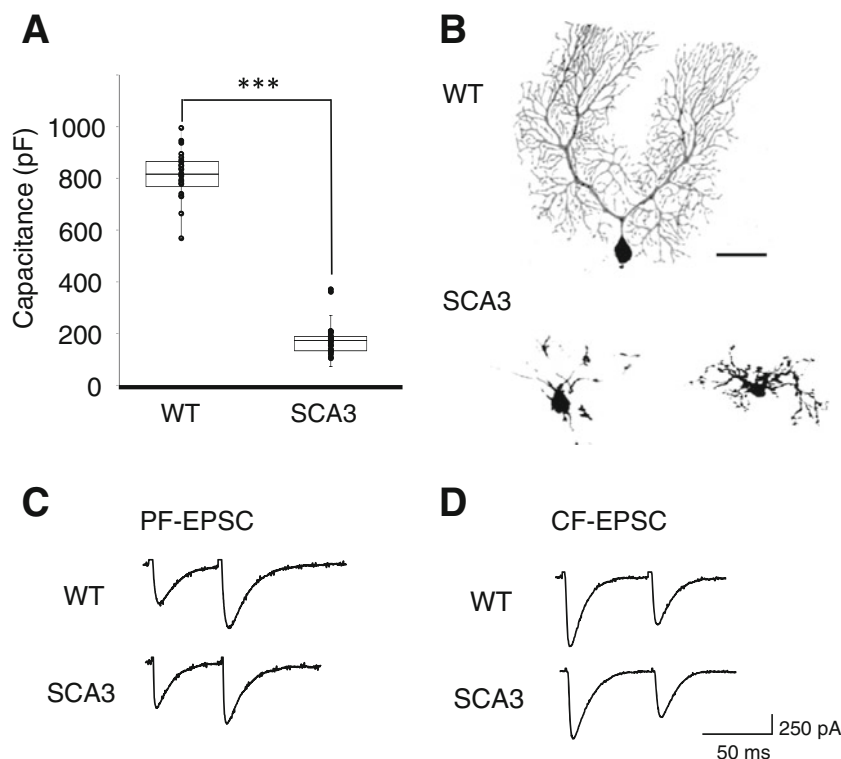 A
***
Capacitance (pF)
1000
800
600
400
200
0
WT
SCA3
B
WT
SCA3
C
PF-EPSC
WT
SCA3
D
CF-EPSC
WT
SCA3
250 pA
50 ms